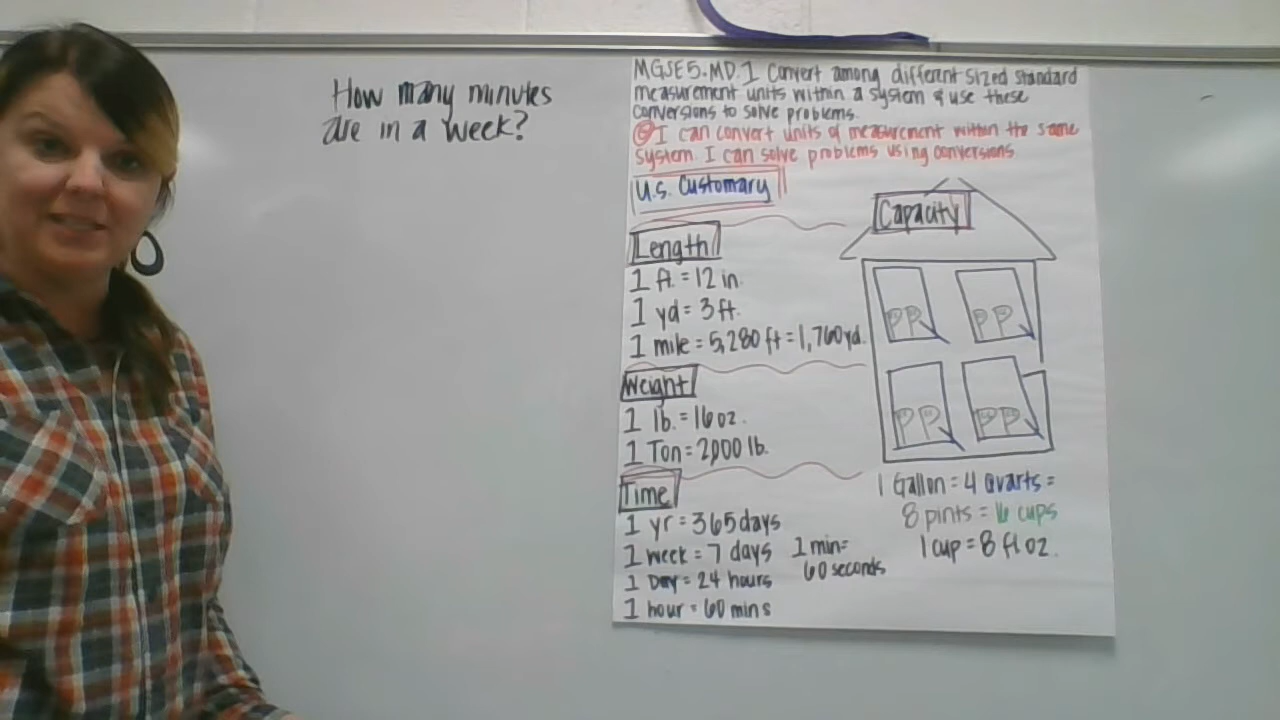 How many minutes
are in a week?
MGSE5.MD.1 Convert among different sized standard
measurement units within a system & use these
conversions to solve problems.
I can convert units of measurement within the same
system. I can solve problems using conversions.
U.S. Customary
Length
1 ft. = 12 in.
1 yd = 3 ft.
1 mile = 5,280 ft = 1,760 yd.
Weight
1 lb. = 16 oz.
1 Ton = 2,000 lb.
Time
1 yr = 365 days
1 week = 7 days
1 Day = 24 hours
1 hour = 60 mins
1 min =
60 seconds
Capacity
P P P P
P P P P
1 Gallon = 4 Quarts =
8 pints = 16 cups
1 cup = 8 fl oz.